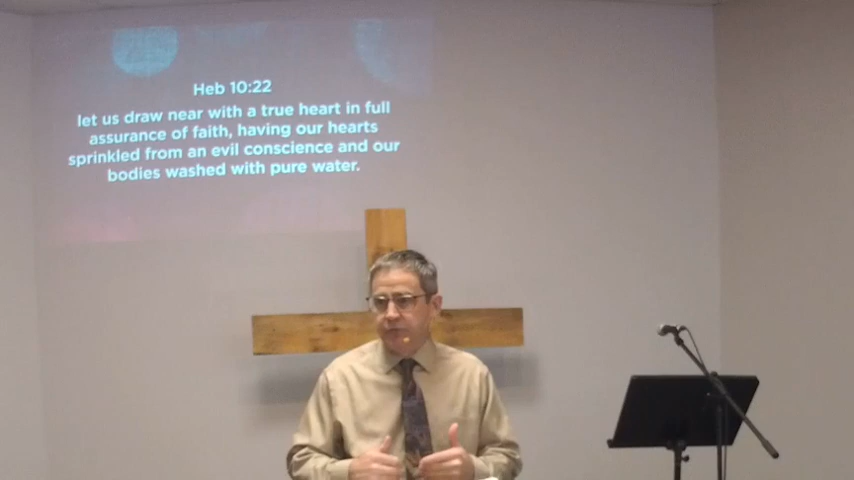 Heb 10:22
let us draw near with a true heart in full
assurance of faith, having our hearts
sprinkled from an evil conscience and our
bodies washed with pure water.